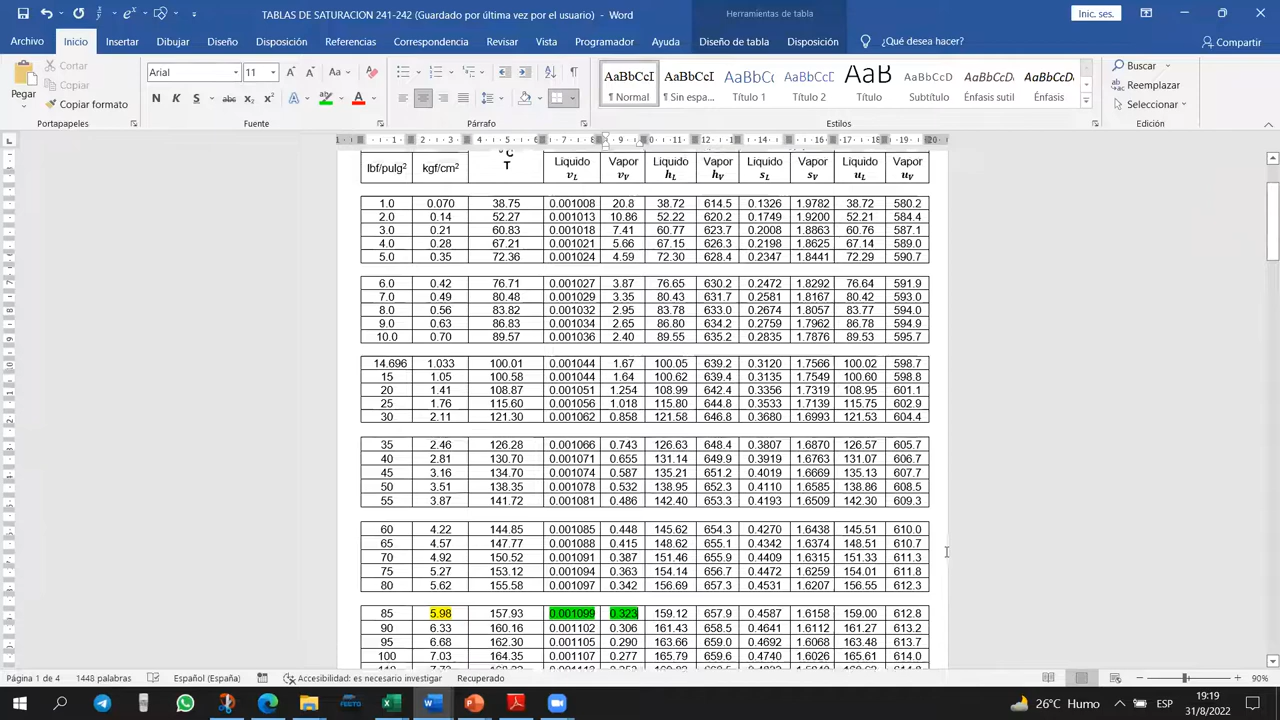 TABLAS DE SATURACION 241-242 (Guardado por última vez por el usuario) - Word
Herramientas de tabla
Inic. ses.
Archivo Inicio Insertar Dibujar Diseño Disposición Referencias Correspondencia Revisar Vista Programador Ayuda Diseño de tabla Disposición ¿Qué desea hacer? Compartir
Pegar
Cortar
Copiar
Copiar formato
Portapapeles
Arial 11
N K S abc x₂ x²
Fuente
Párrafo
AaBbCcI AaBbCcI AaBbCc AaBbCcI AaB AaBbCcD AaBbCcD AaBbCcD
¶ Normal ¶ Sin espa... Título 1 Título 2 Título Subtítulo Énfasis sutil Énfasis
Estilos
Buscar
Reemplazar
Seleccionar
Edición
lbf/pulg² kgf/cm² °C T Liquido vL Vapor vV Liquido hL Vapor hV Liquido sL Vapor sV Liquido uL Vapor uV
1.0 0.070 38.75 0.001008 20.8 38.72 614.5 0.1326 1.9782 38.72 580.2
2.0 0.14 52.27 0.001013 10.86 52.22 620.2 0.1749 1.9200 52.21 584.4
3.0 0.21 60.83 0.001018 7.41 60.77 623.7 0.2008 1.8863 60.76 587.1
4.0 0.28 67.21 0.001021 5.66 67.15 626.3 0.2198 1.8625 67.14 589.0
5.0 0.35 72.36 0.001024 4.59 72.30 628.4 0.2347 1.8441 72.29 590.7
6.0 0.42 76.71 0.001027 3.87 76.65 630.2 0.2472 1.8292 76.64 591.9
7.0 0.49 80.48 0.001029 3.35 80.43 631.7 0.2581 1.8167 80.42 593.0
8.0 0.56 83.82 0.001032 2.95 83.78 633.0 0.2674 1.8057 83.77 594.0
9.0 0.63 86.83 0.001034 2.65 86.80 634.2 0.2759 1.7962 86.78 594.9
10.0 0.70 89.57 0.001036 2.40 89.55 635.2 0.2835 1.7876 89.53 595.7
14.696 1.033 100.01 0.001044 1.67 100.05 639.2 0.3120 1.7566 100.02 598.7
15 1.05 100.58 0.001044 1.64 100.62 639.4 0.3135 1.7549 100.60 598.8
20 1.41 108.87 0.001051 1.254 108.99 642.4 0.3356 1.7319 108.95 601.1
25 1.76 115.60 0.001056 1.018 115.80 644.8 0.3533 1.7139 115.75 602.9
30 2.11 121.30 0.001062 0.858 121.58 646.8 0.3680 1.6993 121.53 604.4
35 2.46 126.28 0.001066 0.743 126.63 648.4 0.3807 1.6870 126.57 605.7
40 2.81 130.70 0.001071 0.655 131.14 649.9 0.3919 1.6763 131.07 606.7
45 3.16 134.70 0.001074 0.587 135.21 651.2 0.4019 1.6669 135.13 607.7
50 3.51 138.35 0.001078 0.532 138.95 652.3 0.4110 1.6585 138.86 608.5
55 3.87 141.72 0.001081 0.486 142.40 653.3 0.4193 1.6509 142.30 609.3
60 4.22 144.85 0.001085 0.448 145.62 654.3 0.4270 1.6438 145.51 610.0
65 4.57 147.77 0.001088 0.415 148.62 655.1 0.4342 1.6374 148.51 610.7
70 4.92 150.52 0.001091 0.387 151.46 655.9 0.4409 1.6315 151.33 611.3
75 5.27 153.12 0.001094 0.363 154.14 656.7 0.4472 1.6259 154.01 611.8
80 5.62 155.58 0.001097 0.342 156.69 657.3 0.4531 1.6207 156.55 612.3
85 5.98 157.93 0.001099 0.323 159.12 657.9 0.4587 1.6158 159.00 612.8
90 6.33 160.16 0.001102 0.306 161.43 658.5 0.4641 1.6112 161.27 613.2
95 6.68 162.30 0.001105 0.290 163.66 659.0 0.4692 1.6068 163.48 613.7
100 7.03 164.35 0.001107 0.277 165.79 659.6 0.4740 1.6026 165.61 614.0
Página 1 de 4 1448 palabras Español (España) Accesibilidad: es necesario investigar Recuperado 90%
26°C Humo ESP 19:19
31/8/2022